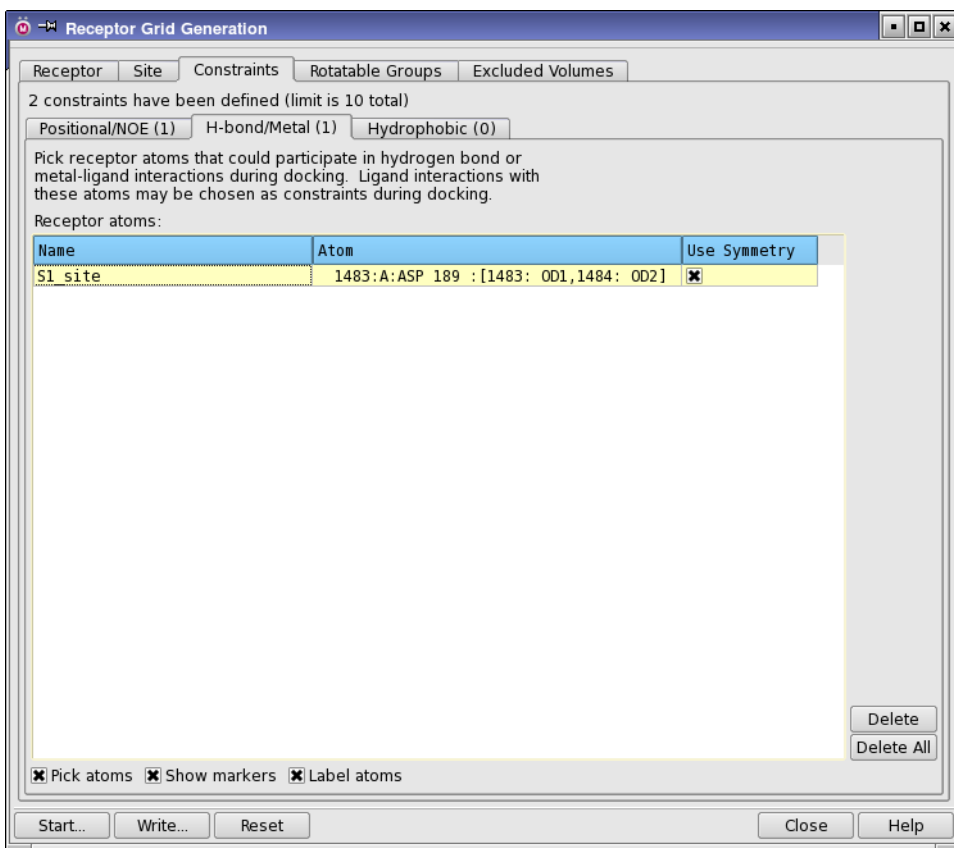 Receptor Grid Generation
Receptor Site Constraints Rotatable Groups Excluded Volumes
2 constraints have been defined (limit is 10 total)
Positional/NOE (1) H-bond/Metal (1) Hydrophobic (0)
Pick receptor atoms that could participate in hydrogen bond or
metal-ligand interactions during docking. Ligand interactions with
these atoms may be chosen as constraints during docking.
Receptor atoms:
Name Atom Use Symmetry
S1_site 1483:A:ASP 189 :[1483: OD1,1484: OD2]
Delete
Delete All
Pick atoms Show markers Label atoms
Start... Write... Reset Close Help